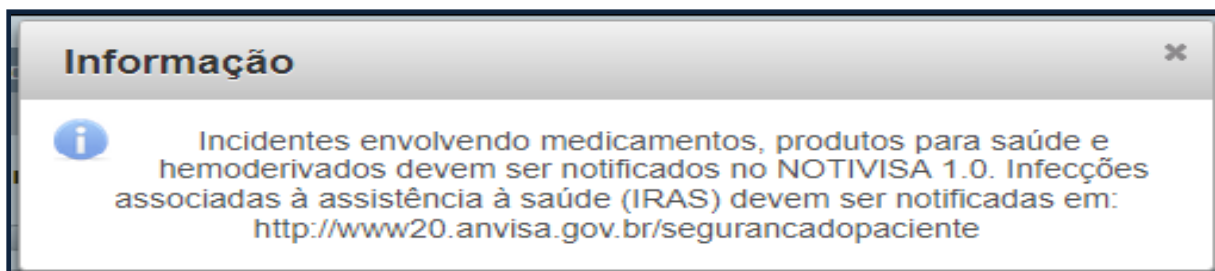 Informação
Incidentes envolvendo medicamentos, produtos para saúde e
hemoderivados devem ser notificados no NOTIVISA 1.0. Infecções
associadas à assistência à saúde (IRAS) devem ser notificadas em:
http://www20.anvisa.gov.br/segurancadopaciente